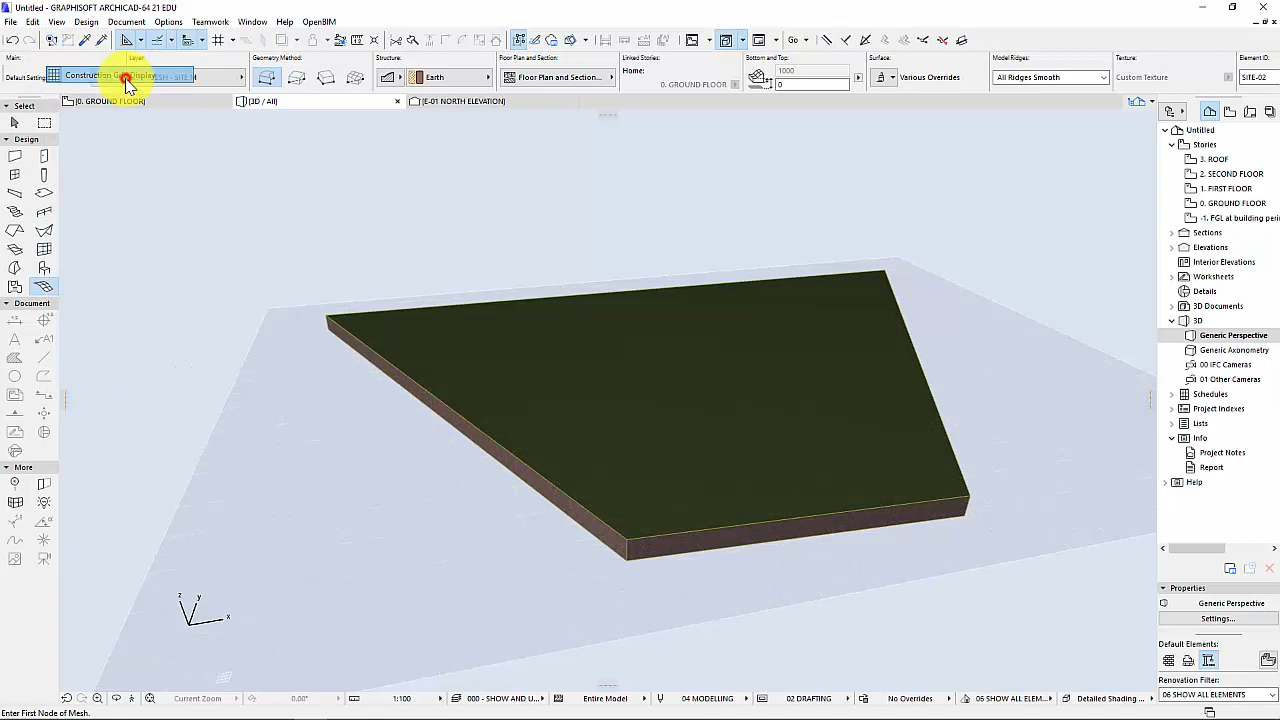 Untitled - GRAPHISOFT ARCHICAD-64 21 EDU
File Edit View Design Document Options Teamwork Window Help OpenBIM
Go
Main: Layer: Geometry Method: Structure: Floor Plan and Section: Linked Stories: Bottom and Top: Surface: Model Ridges: Texture: Element ID:
Default Setting Construction Earth Floor Plan and Section... Home: 1000 Various Overrides All Ridges Smooth Custom Texture SITE-02
0. GROUND FLOOR 0
[0. GROUND FLOOR] [3D / All] [E-01 NORTH ELEVATION]
Select
Design
Document
More
Untitled
Stories
3. ROOF
2. SECOND FLOOR
1. FIRST FLOOR
0. GROUND FLOOR
-1. FGL at building peri
Sections
Elevations
Interior Elevations
Worksheets
Details
3D Documents
3D
Generic Perspective
Generic Axonometry
00 IFC Cameras
01 Other Cameras
Schedules
Project Indexes
Lists
Info
Project Notes
Report
Help
z
y
x
Properties
Generic Perspective
Settings...
Default Elements:
Renovation Filter:
06 SHOW ALL ELEMENTS
Current Zoom 0.00° 1:100 000 - SHOW AND U... Entire Model 04 MODELLING 02 DRAFTING No Overrides 06 SHOW ALL ELEM... Detailed Shading ...
Enter First Node of Mesh.